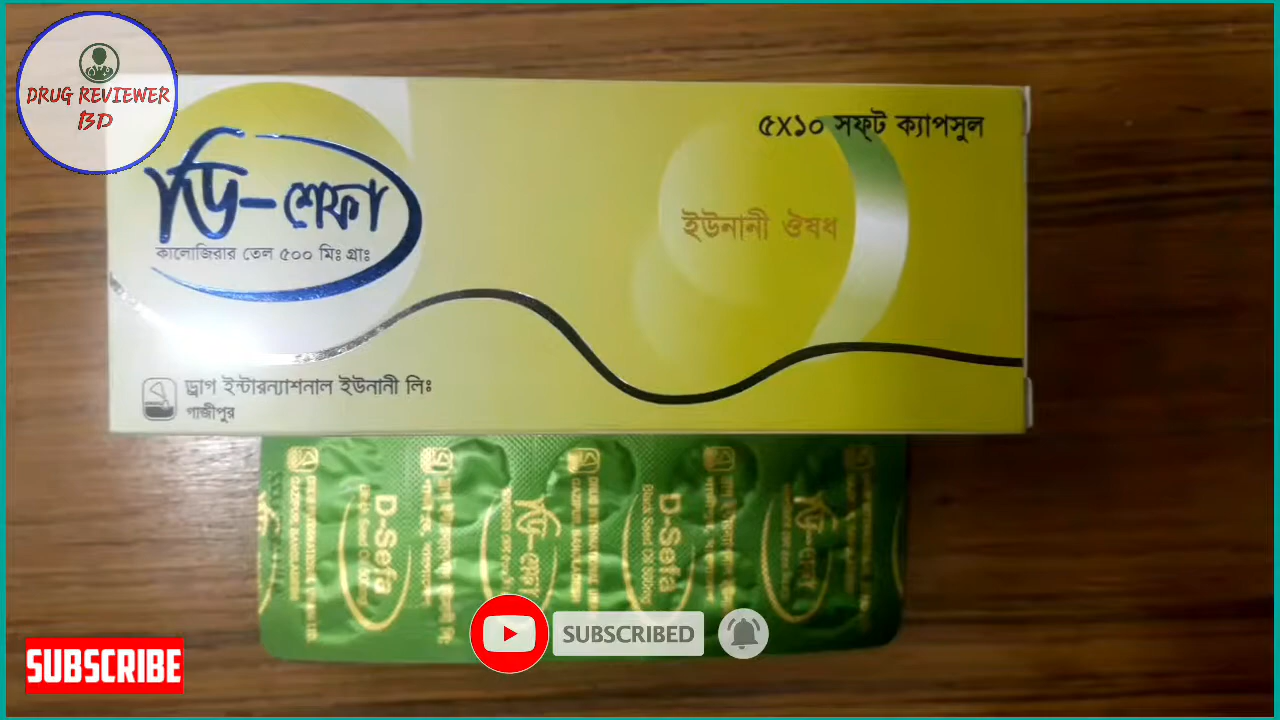 DRUG REVIEWER
BD
৫X১০ সফ্ট ক্যাপসুল
ডি-শেফা
কালোজিরার তেল ৫০০ মিঃ গ্রাঃ
ইউনানী ঔষধ
ড্রাগ ইন্টারন্যাশনাল ইউনানী লিঃ
গাজীপুর
D-Sefa
ডি-শেফা
D-Sefa
Black Seed Oil 500mg
ডি-শেফা
SUBSCRIBED
SUBSCRIBE